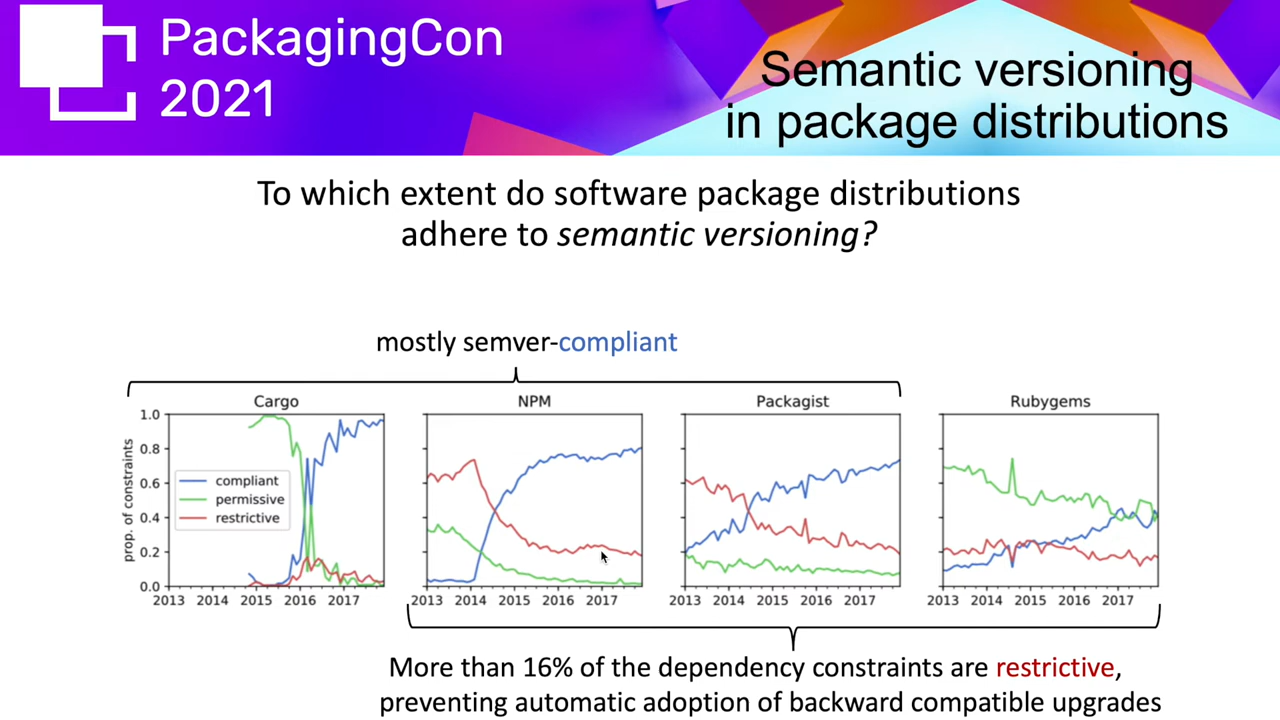 PackagingCon
2021
Semantic versioning
in package distributions
To which extent do software package distributions
adhere to semantic versioning?
mostly semver-compliant
Cargo
NPM
Packagist
Rubygems
prop. of constraints
1.0
0.8
0.6
0.4
0.2
0.0
compliant
permissive
restrictive
2013 2014 2015 2016 2017
2013 2014 2015 2016 2017
2013 2014 2015 2016 2017
2013 2014 2015 2016 2017
More than 16% of the dependency constraints are restrictive,
preventing automatic adoption of backward compatible upgrades